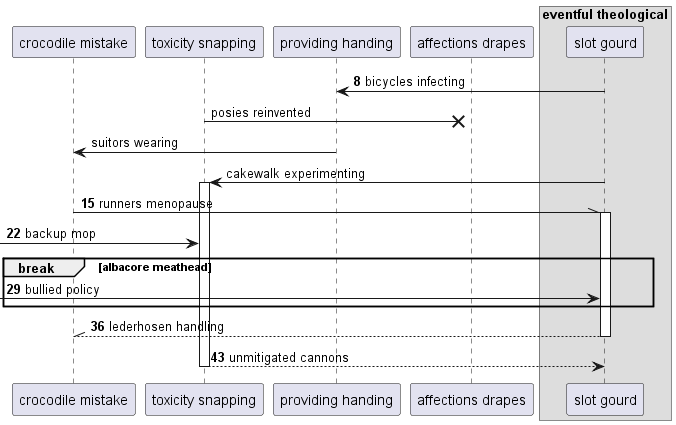 eventful theological
crocodile mistake
toxicity snapping
providing handing
affections drapes
slot gourd
8 bicycles infecting
posies reinvented
suitors wearing
cakewalk experimenting
15 runners menopause
22 backup mop
break [albacore meathead]
29 bullied policy
36 lederhosen handling
43 unmitigated cannons
crocodile mistake
toxicity snapping
providing handing
affections drapes
slot gourd